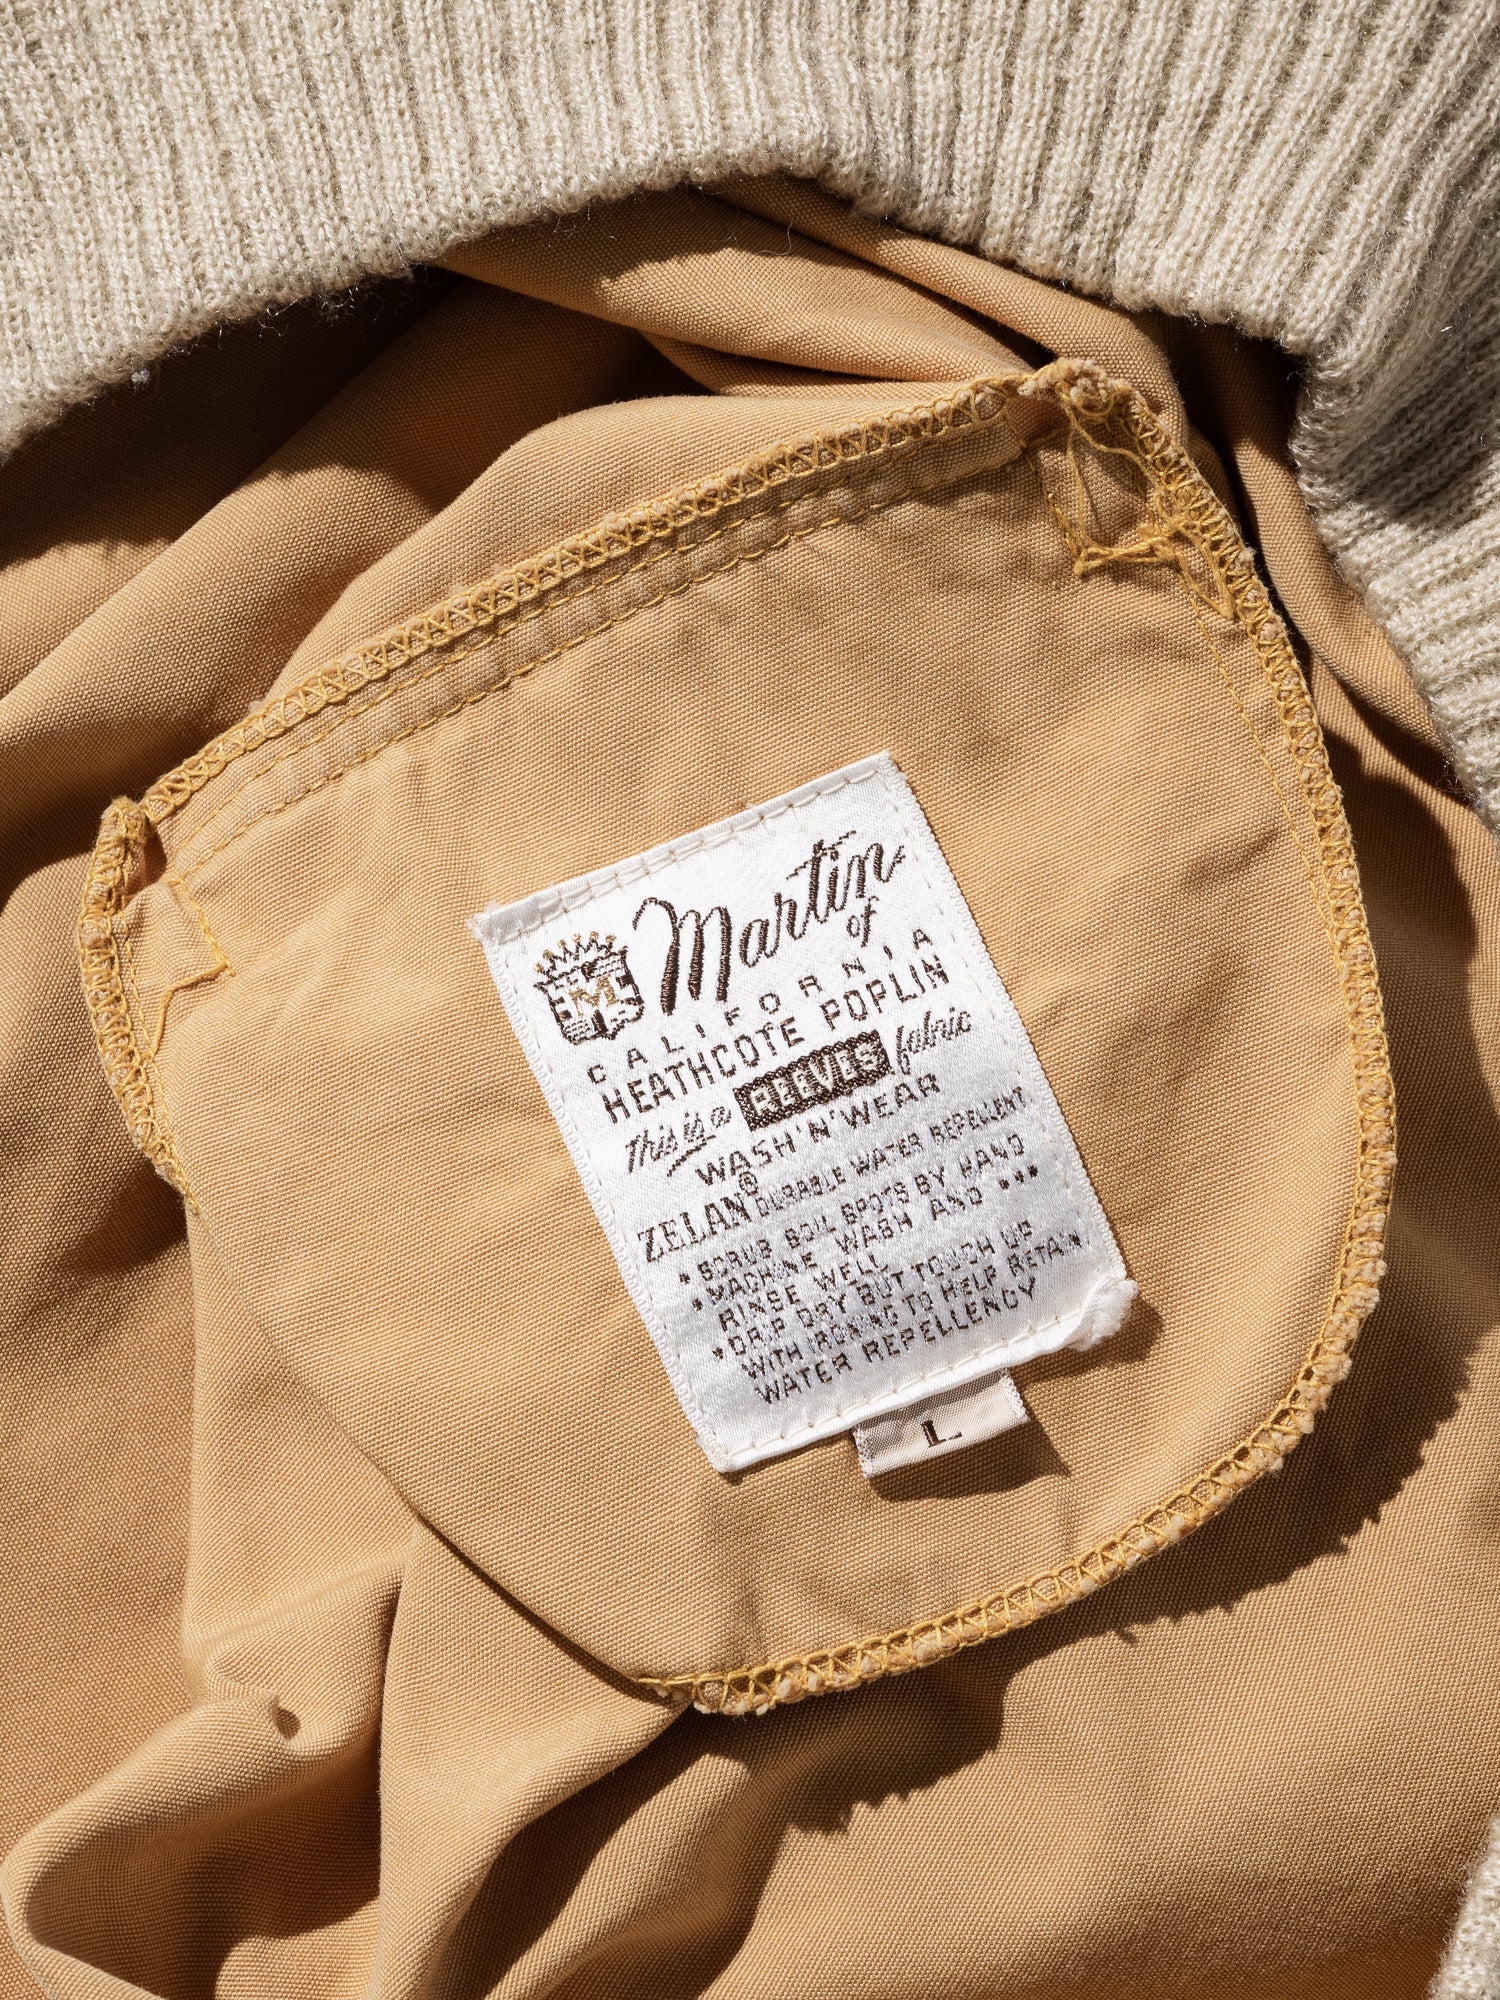 Martin
of
M
CALIFORNIA
HEATHCOTE POPLIN
this is a REEVES fabric
WASH'N'WEAR
ZELAN® DURABLE WATER REPELLENT
* SCRUB SOIL SPOTS BY HAND
* MACHINE WASH AND ***
RINSE WELL
* DRIP DRY BUT TOUCH UP
WITH IRONING TO HELP RETAIN
WATER REPELLENCY
L